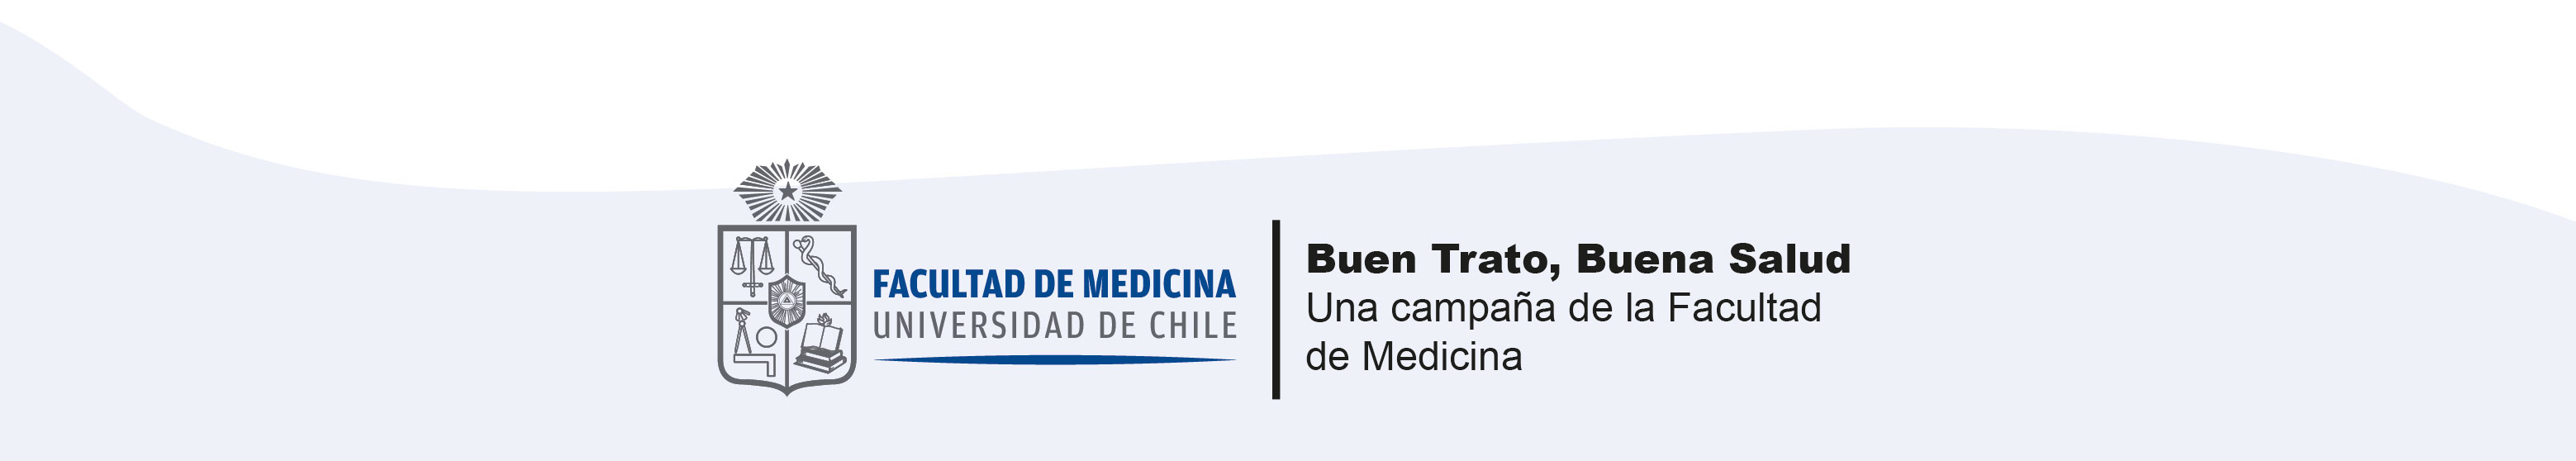 FACULTAD DE MEDICINA
UNIVERSIDAD DE CHILE
Buen Trato, Buena Salud
Una campaña de la Facultad
de Medicina